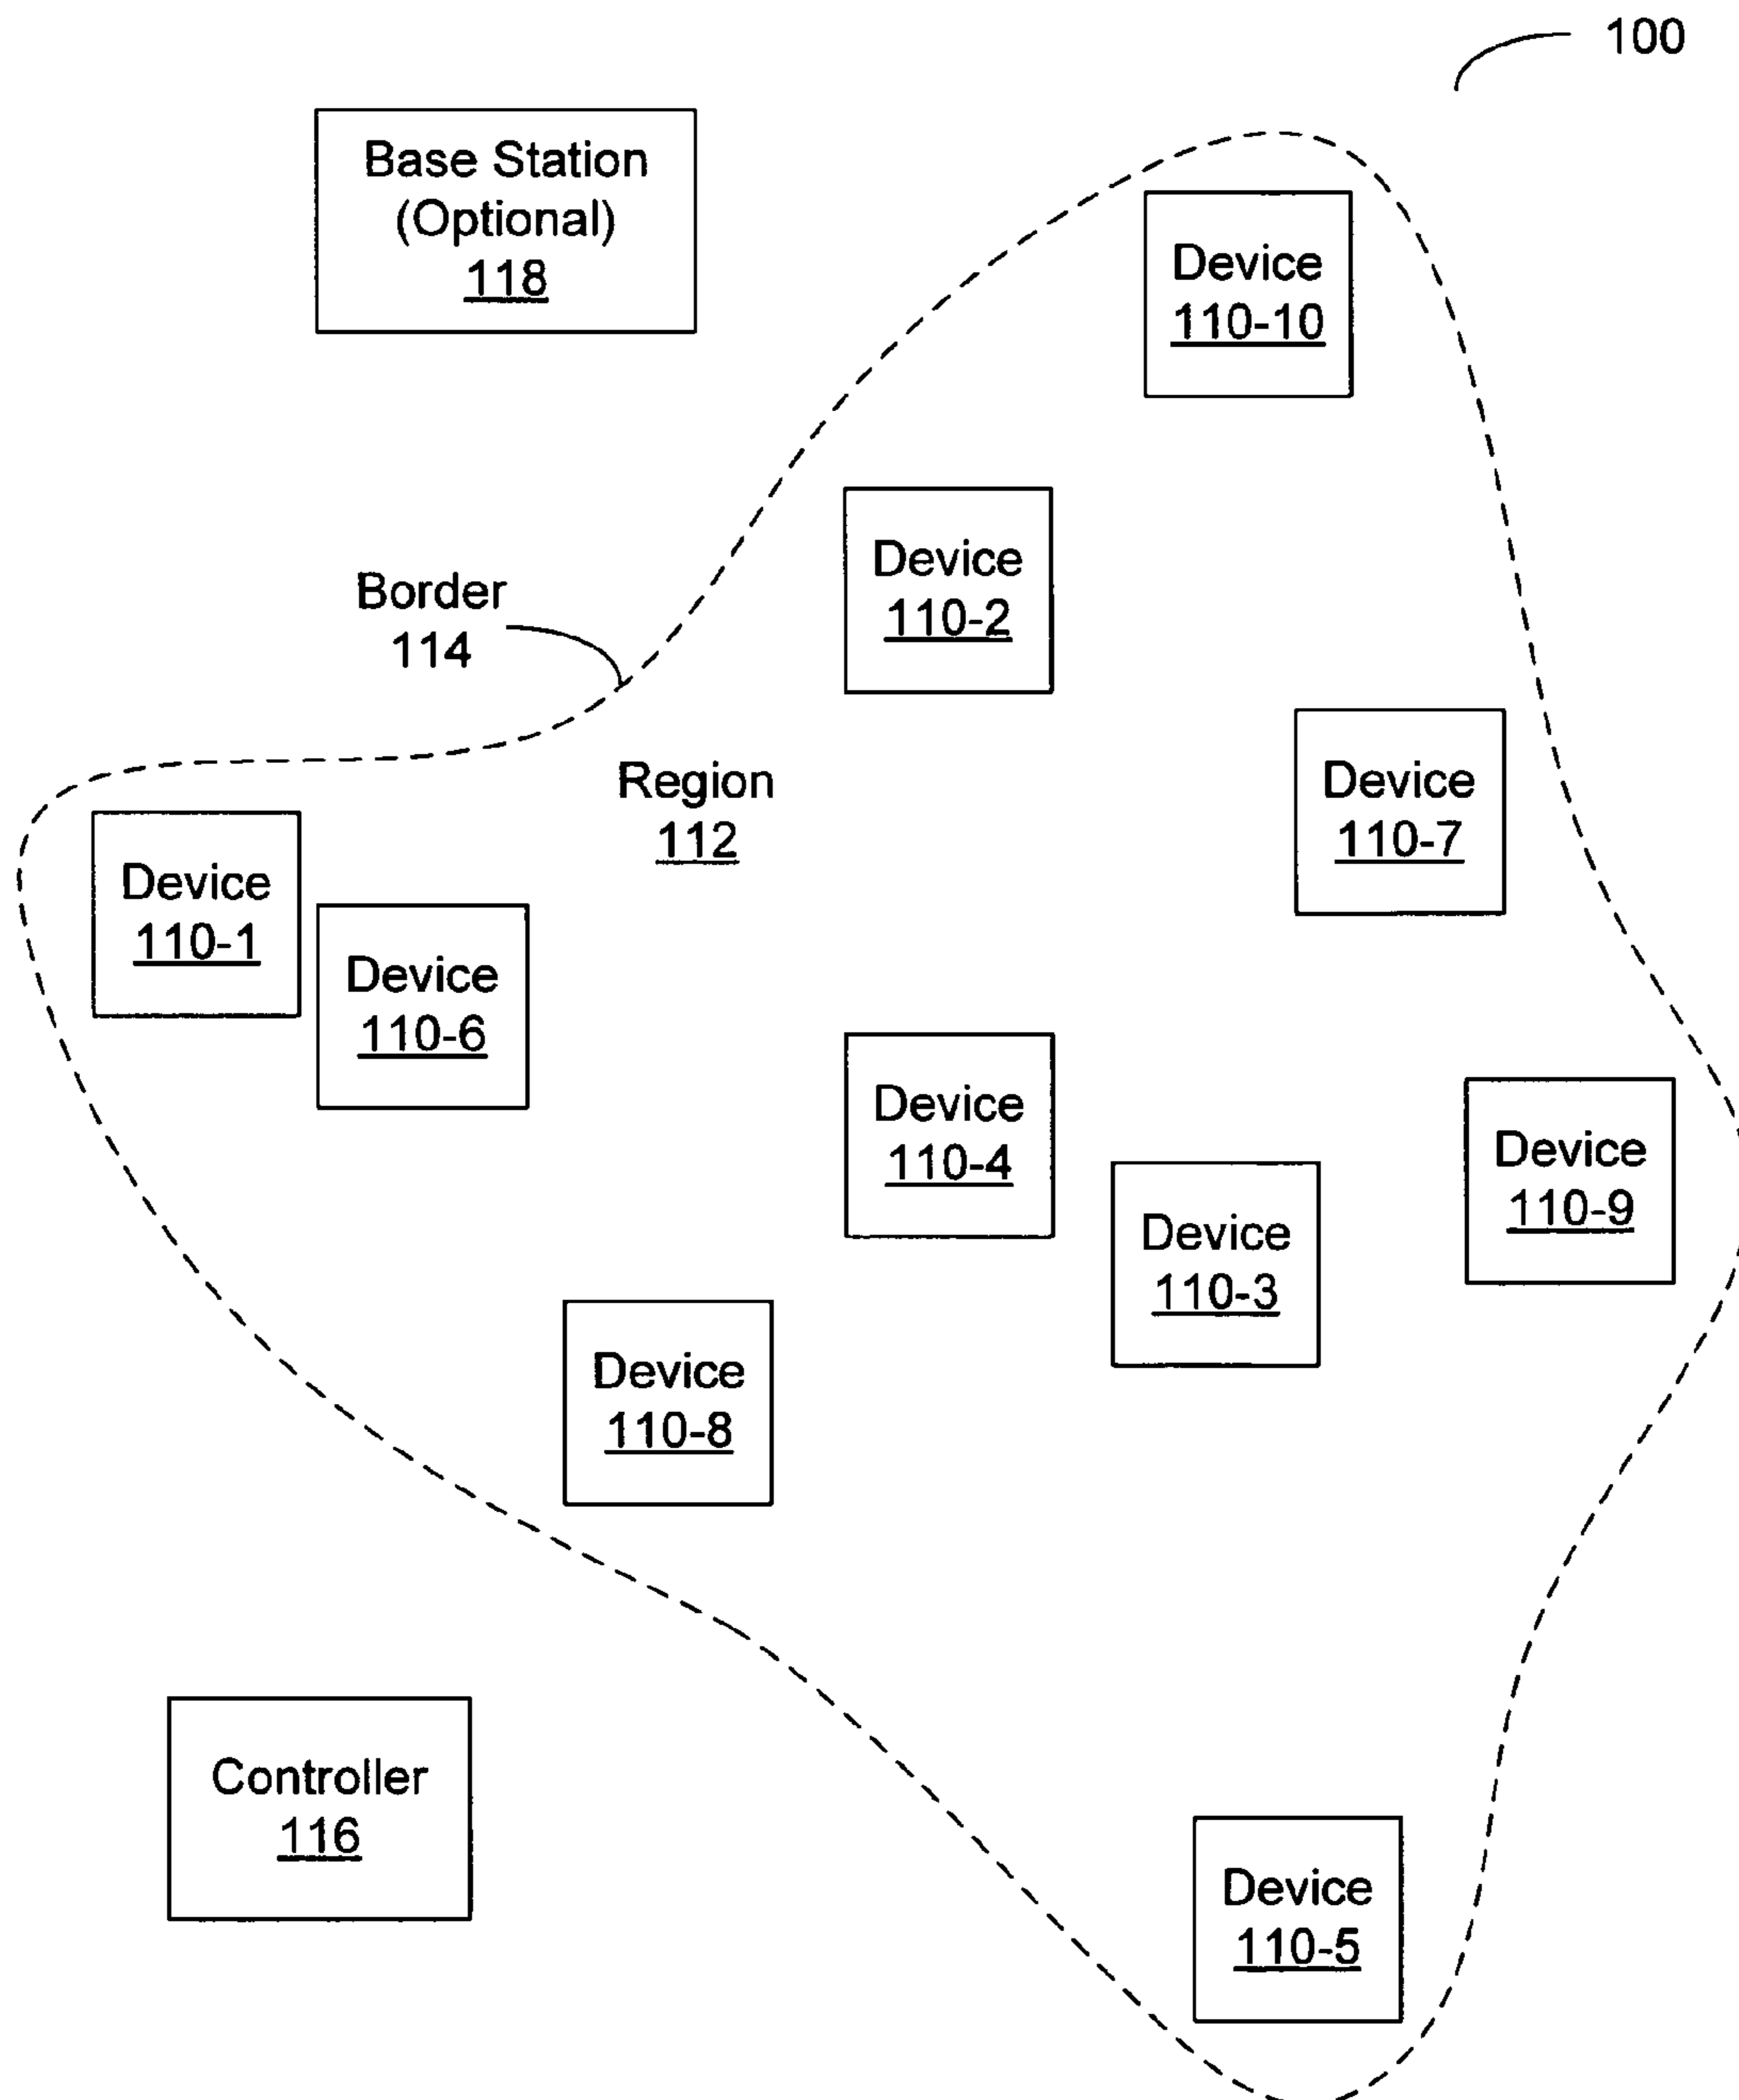 100
Base Station
(Optional)
118
Device
110-10
Device
110-2
Border
114
Region
112
Device
110-7
Device
110-1
Device
110-6
Device
110-4
Device
110-9
Device
110-3
Device
110-8
Controller
116
Device
110-5